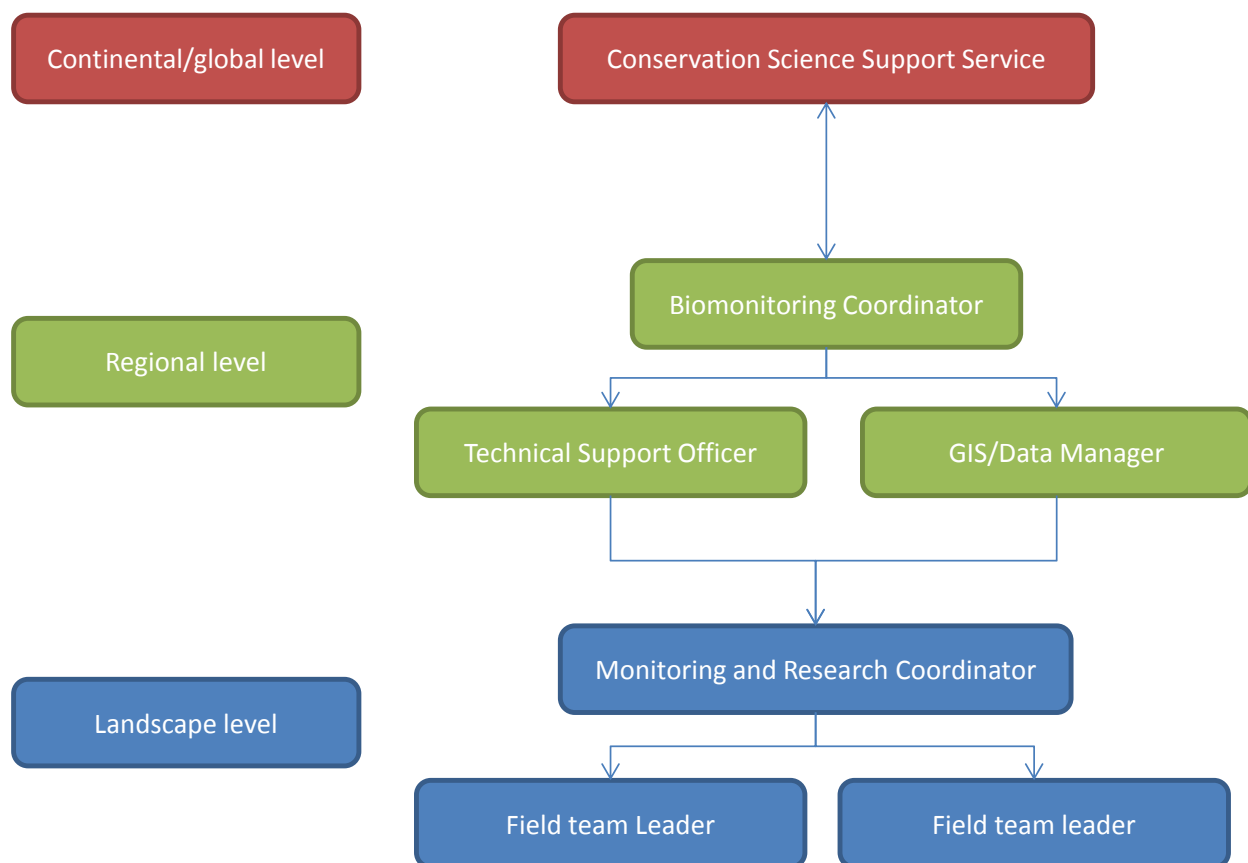 Continental/global level
Conservation Science Support Service
Biomonitoring Coordinator
Regional level
Technical Support Officer
GIS/Data Manager
Monitoring and Research Coordinator
Landscape level
Field team Leader
Field team leader